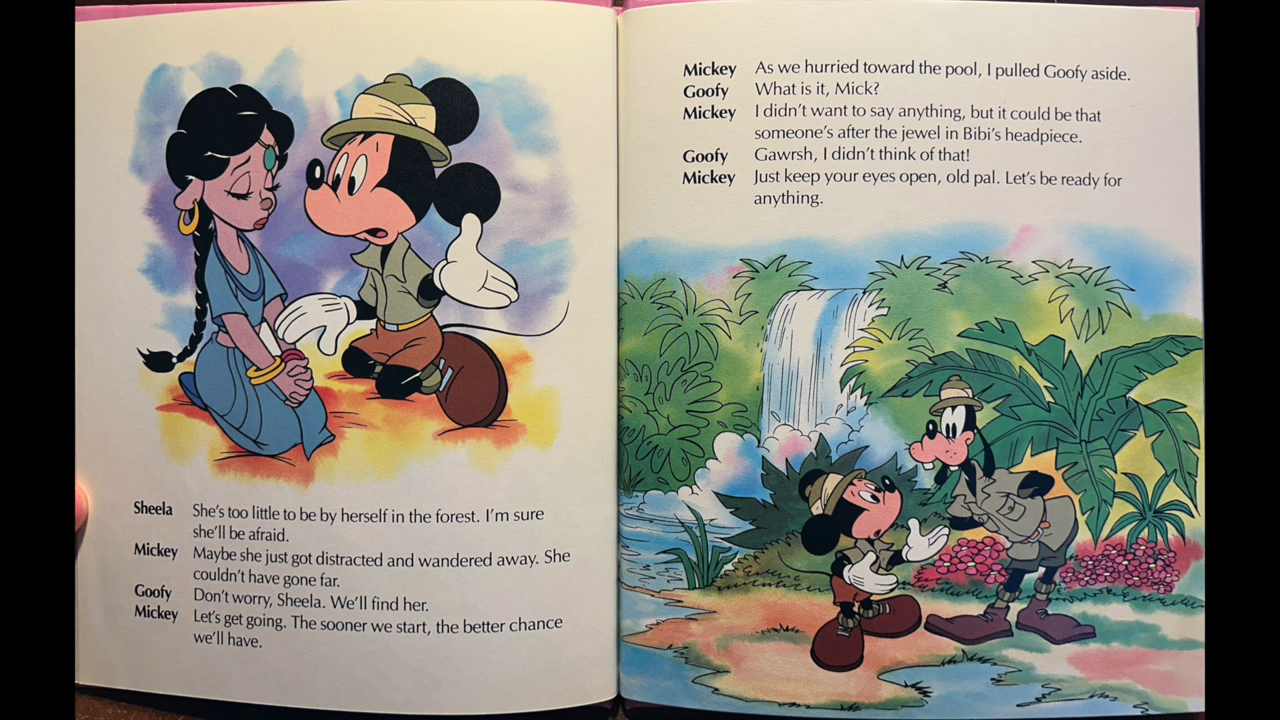 Sheela She's too little to be by herself in the forest. I'm sure
she'll be afraid.
Mickey Maybe she just got distracted and wandered away. She
couldn't have gone far.
Goofy Don't worry, Sheela. We'll find her.
Mickey Let's get going. The sooner we start, the better chance
we'll have.
Mickey As we hurried toward the pool, I pulled Goofy aside.
Goofy What is it, Mick?
Mickey I didn't want to say anything, but it could be that
someone's after the jewel in Bibi's headpiece.
Goofy Gawrsh, I didn't think of that!
Mickey Just keep your eyes open, old pal. Let's be ready for
anything.